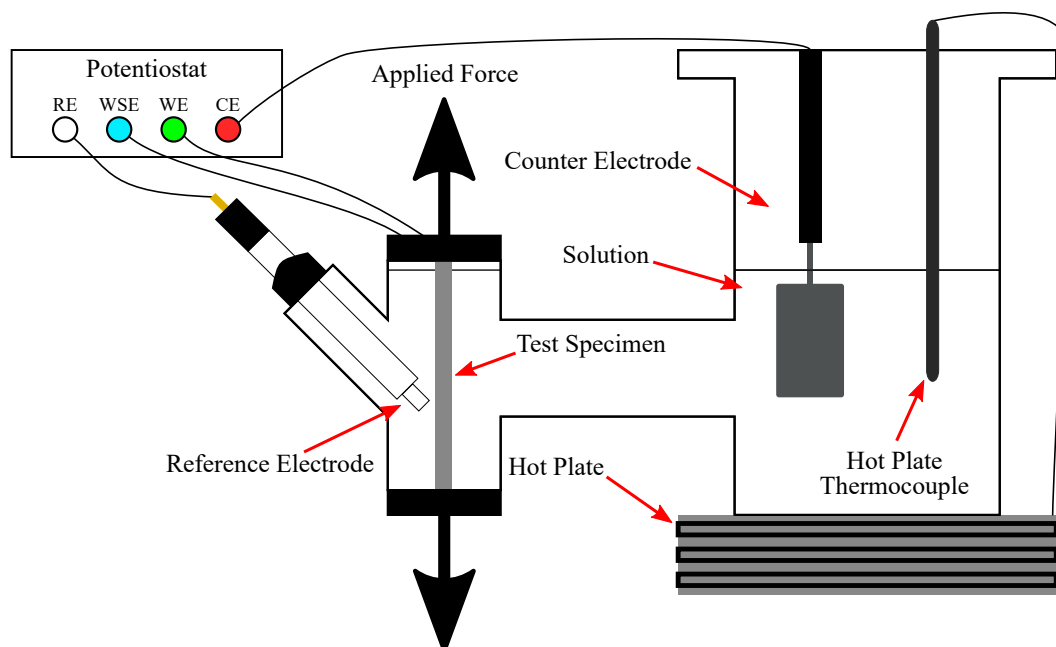 Potentiostat
RE WSE WE CE
Applied Force
Counter Electrode
Solution
Test Specimen
Reference Electrode
Hot Plate
Hot Plate
Thermocouple